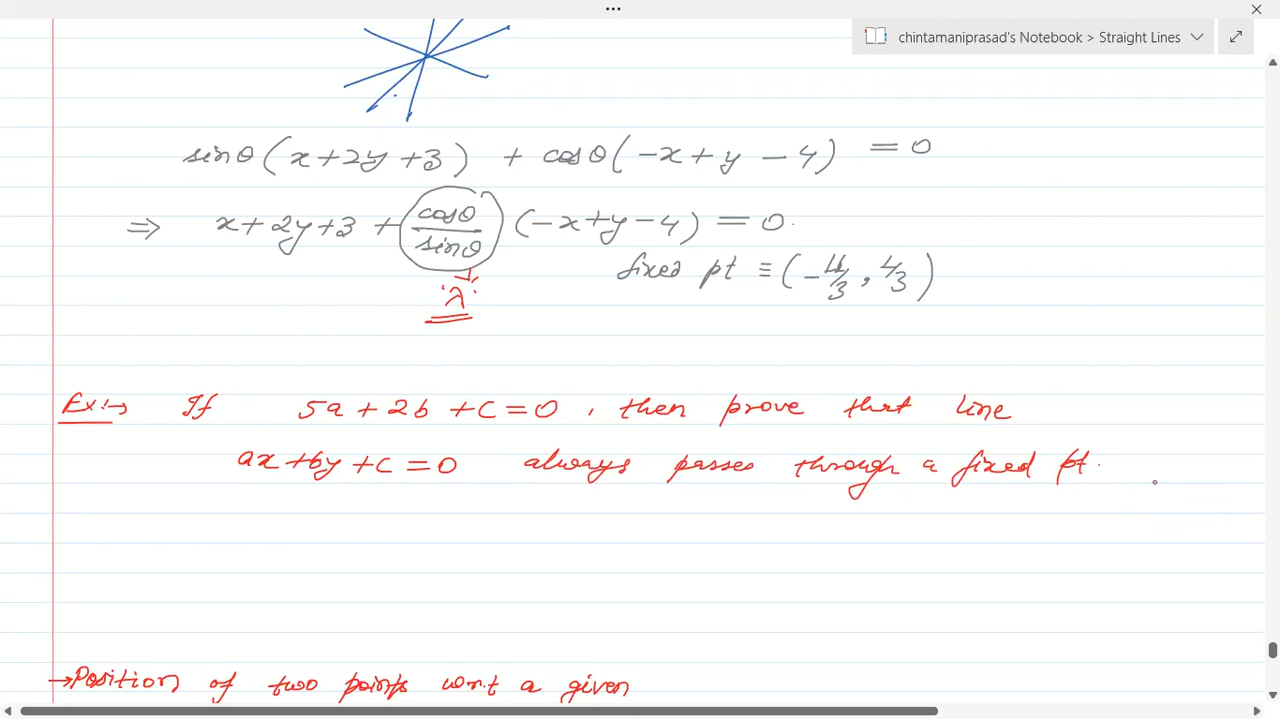 ...
chintamaniprasad's Notebook > Straight Lines
sinθ(x+2y+3) + cosθ(-x+y-4) = 0
⇒ x+2y+3 + cosθ/sinθ (-x+y-4) = 0.
'λ'
fixed pt ≡ (-11/3, 1/3)
Ex:→ If 5a+2b+c=0, then prove that line
ax+by+c=0 always passes through a fixed pt.
→Position of two points w.r.t a given